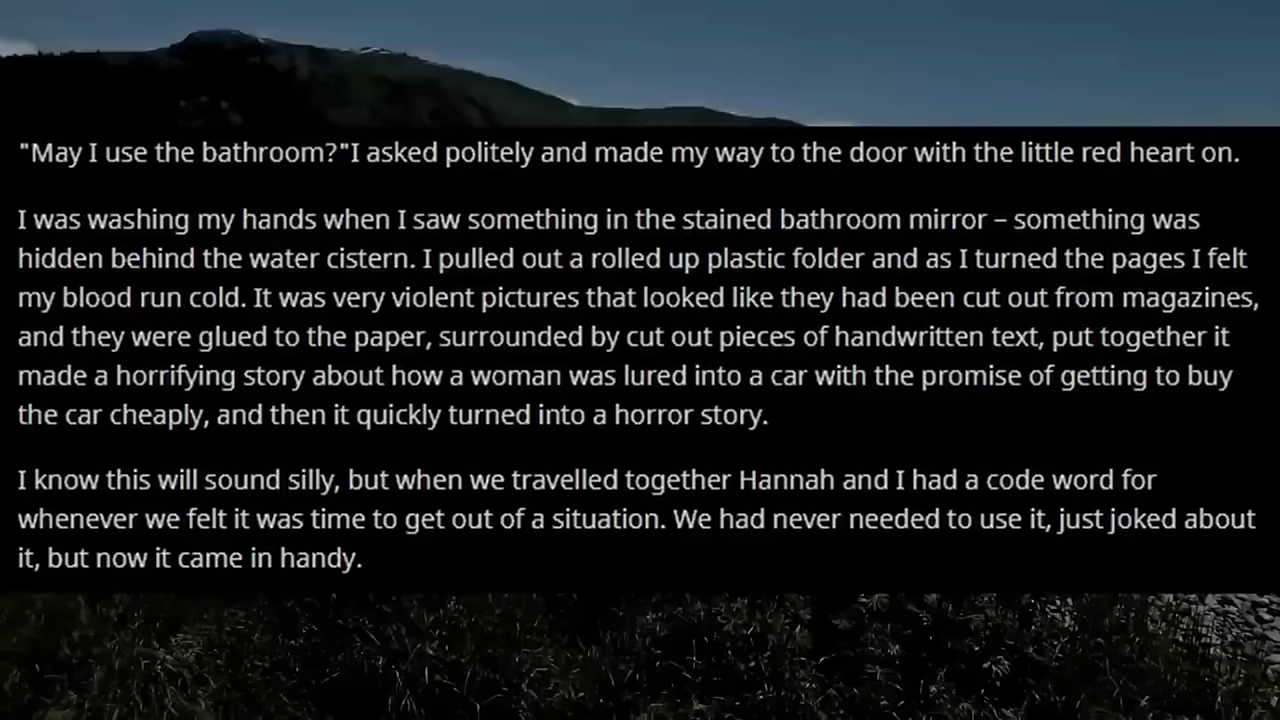 "May I use the bathroom?"I asked politely and made my way to the door with the little red heart on.
I was washing my hands when I saw something in the stained bathroom mirror – something was
hidden behind the water cistern. I pulled out a rolled up plastic folder and as I turned the pages I felt
my blood run cold. It was very violent pictures that looked like they had been cut out from magazines,
and they were glued to the paper, surrounded by cut out pieces of handwritten text, put together it
made a horrifying story about how a woman was lured into a car with the promise of getting to buy
the car cheaply, and then it quickly turned into a horror story.
I know this will sound silly, but when we travelled together Hannah and I had a code word for
whenever we felt it was time to get out of a situation. We had never needed to use it, just joked about
it, but now it came in handy.